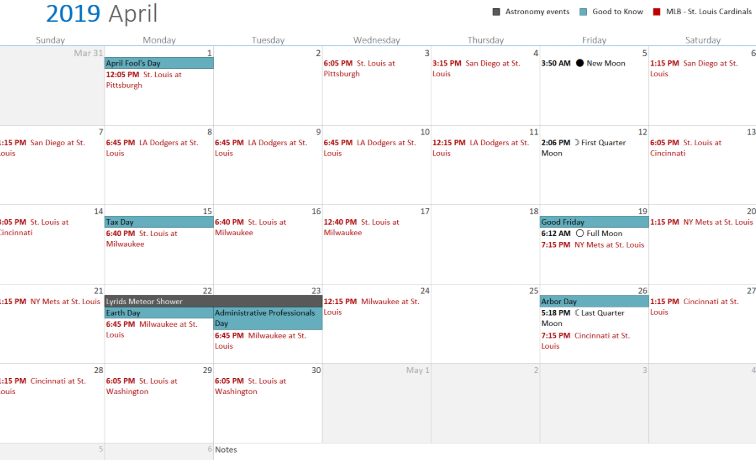 2019 April
Astronomy events
Good to Know
MLB - St. Louis Cardinals
Sunday
Monday
Tuesday
Wednesday
Thursday
Friday
Saturday
Mar 31
1
April Fool's Day
12:05 PM St. Louis at
Pittsburgh
2
3
6:05 PM St. Louis at
Pittsburgh
4
3:15 PM San Diego at St.
Louis
5
3:50 AM New Moon
6
1:15 PM San Diego at St.
Louis
7
:15 PM San Diego at St.
ouis
8
6:45 PM LA Dodgers at St.
Louis
9
6:45 PM LA Dodgers at St.
Louis
10
6:45 PM LA Dodgers at St.
Louis
11
12:15 PM LA Dodgers at St.
Louis
12
2:06 PM First Quarter
Moon
13
6:05 PM St. Louis at
Cincinnati
14
:05 PM St. Louis at
incinnati
15
Tax Day
6:40 PM St. Louis at
Milwaukee
16
6:40 PM St. Louis at
Milwaukee
17
12:40 PM St. Louis at
Milwaukee
18
19
Good Friday
6:12 AM Full Moon
7:15 PM NY Mets at St. Louis
20
1:15 PM NY Mets at St. Louis
21
:15 PM NY Mets at St. Louis
22
Lyrids Meteor Shower
Earth Day
6:45 PM Milwaukee at St.
Louis
23
Administrative Professionals
Day
6:45 PM Milwaukee at St.
Louis
24
12:15 PM Milwaukee at St.
Louis
25
26
Arbor Day
5:18 PM Last Quarter
Moon
7:15 PM Cincinnati at St.
Louis
27
1:15 PM Cincinnati at St.
Louis
28
:15 PM Cincinnati at St.
ouis
29
6:05 PM St. Louis at
Washington
30
6:05 PM St. Louis at
Washington
May 1
2
3
4
5
6
Notes